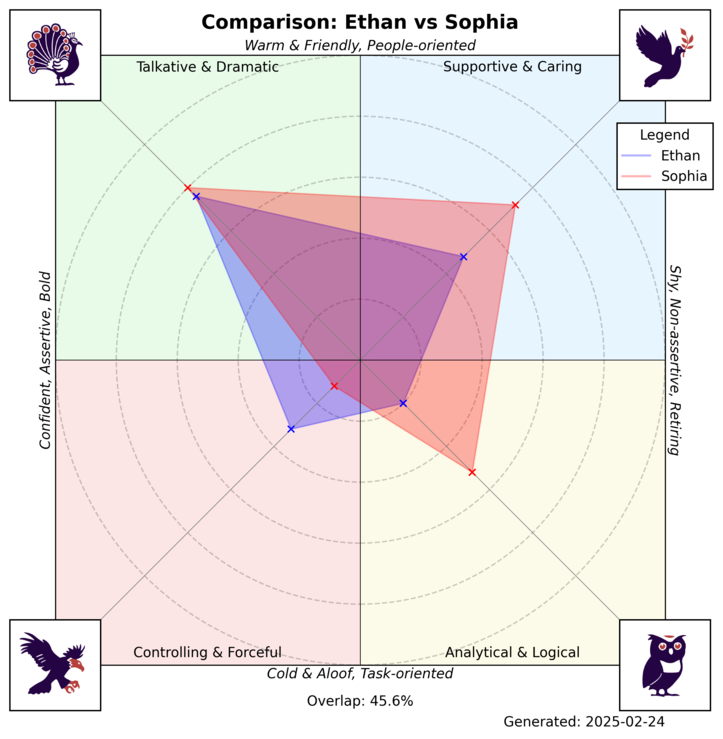 Comparison: Ethan vs Sophia
Warm & Friendly, People-oriented
Talkative & Dramatic
Supportive & Caring
Legend
Ethan
Sophia
Confident, Assertive, Bold
Shy, Non-assertive, Retiring
Controlling & Forceful
Analytical & Logical
Cold & Aloof, Task-oriented
Overlap: 45.6%
Generated: 2025-02-24